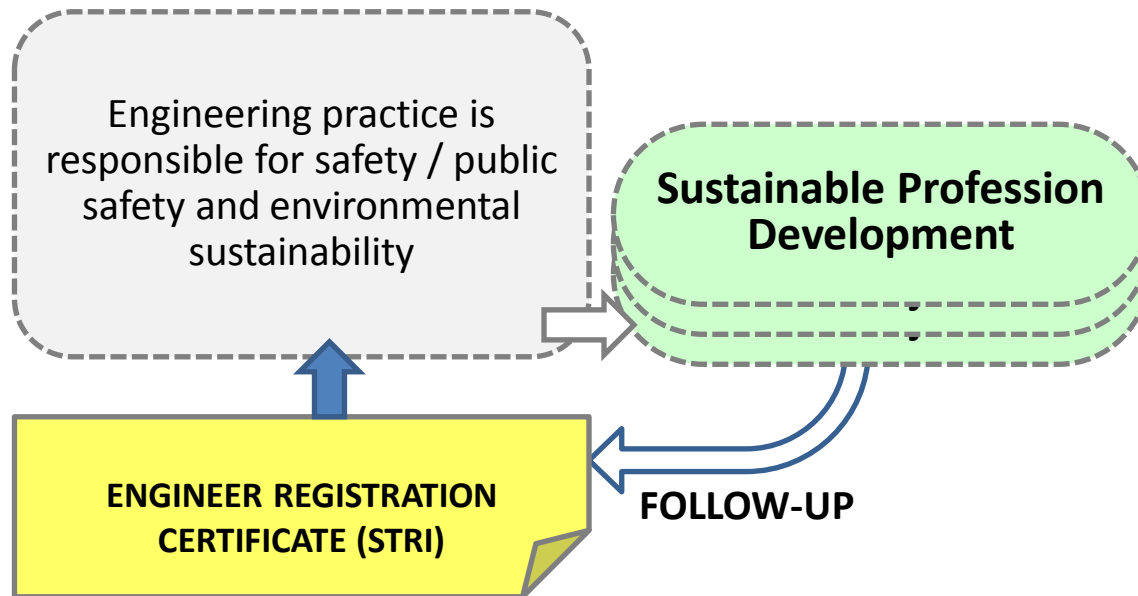 Engineering practice is
responsible for safety / public
safety and environmental
sustainability
Sustainable Profession
Development
ENGINEER REGISTRATION
CERTIFICATE (STRI)
FOLLOW-UP